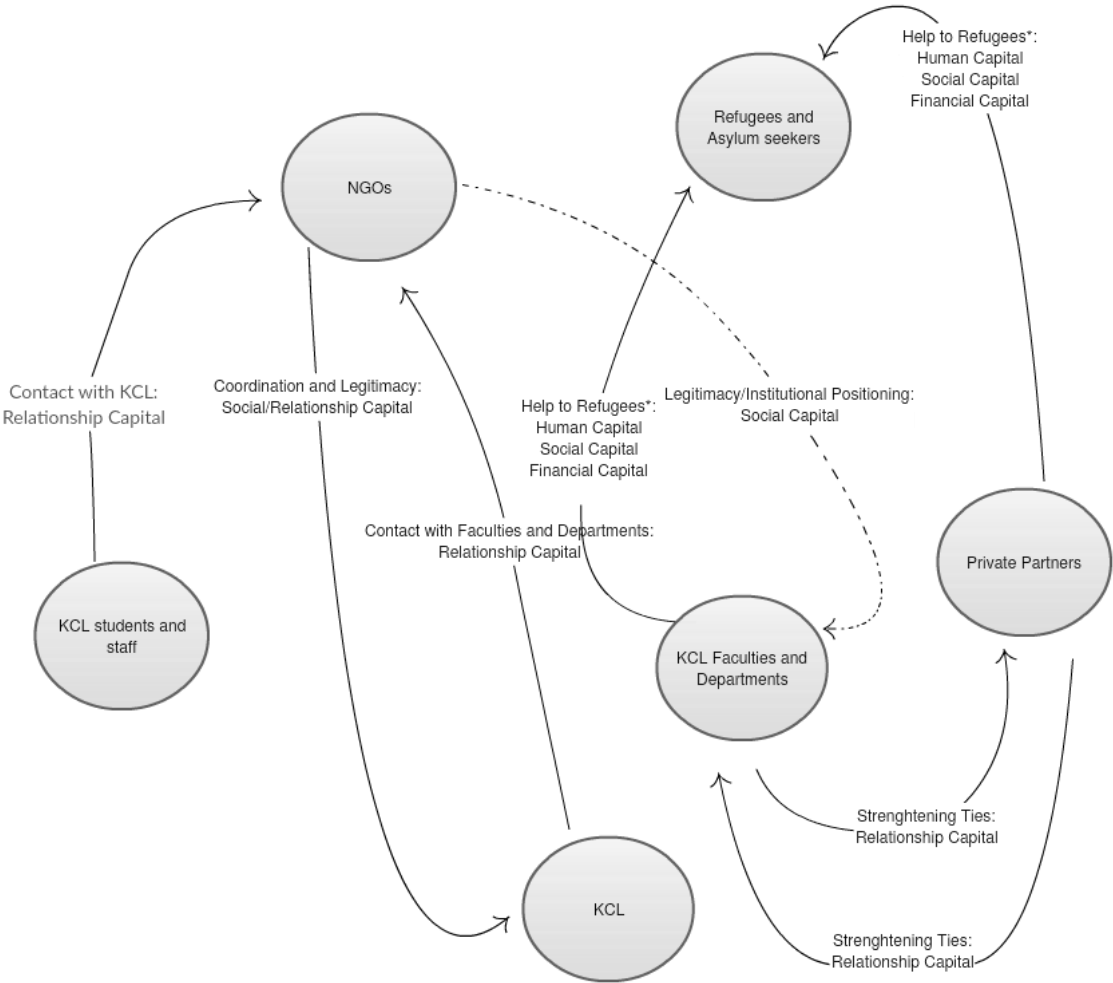 Help to Refugees*:
Human Capital
Social Capital
Financial Capital
Refugees and
Asylum seekers
NGOs
Contact with KCL:
Relationship Capital
Coordination and Legitimacy:
Social/Relationship Capital
Help to Refugees*:
Human Capital
Social Capital
Financial Capital
Legitimacy/Institutional Positioning:
Social Capital
Contact with Faculties and Departments:
Relationship Capital
Private Partners
KCL students and
staff
KCL Faculties and
Departments
Strenghtening Ties:
Relationship Capital
KCL
Strenghtening Ties:
Relationship Capital